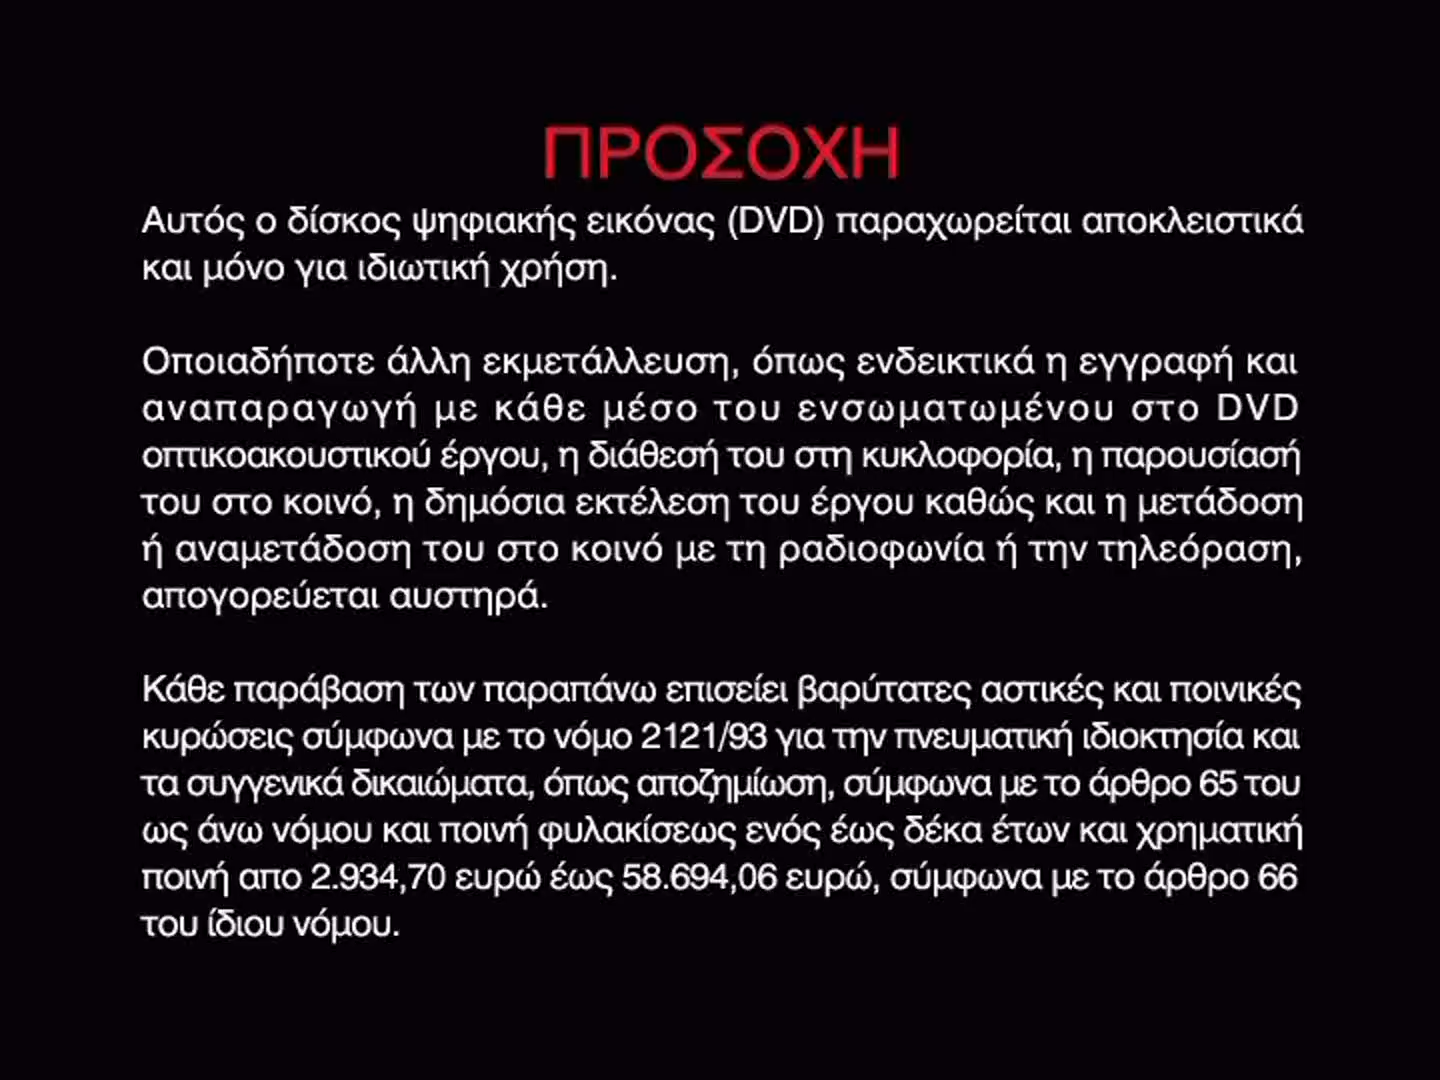 ΠΡΟΣΟΧΗ
Αυτός ο δίσκος ψηφιακής εικόνας (DVD) παραχωρείται αποκλειστικά
και μόνο για ιδιωτική χρήση.
Οποιαδήποτε άλλη εκμετάλλευση, όπως ενδεικτικά η εγγραφή και
αναπαραγωγή με κάθε μέσο του ενσωματωμένου στο DVD
οπτικοακουστικού έργου, η διάθεσή του στη κυκλοφορία, η παρουσίασή
του στο κοινό, η δημόσια εκτέλεση του έργου καθώς και η μετάδοση
ή αναμετάδοση του στο κοινό με τη ραδιοφωνία ή την τηλεόραση,
απογορεύεται αυστηρά.
Κάθε παράβαση των παραπάνω επισείει βαρύτατες αστικές και ποινικές
κυρώσεις σύμφωνα με το νόμο 2121/93 για την πνευματική ιδιοκτησία και
τα συγγενικά δικαιώματα, όπως αποζημίωση, σύμφωνα με το άρθρο 65 του
ως άνω νόμου και ποινή φυλακίσεως ενός έως δέκα έτων και χρηματική
ποινή απο 2.934,70 ευρώ έως 58.694,06 ευρώ, σύμφωνα με το άρθρο 66
του ίδιου νόμου.